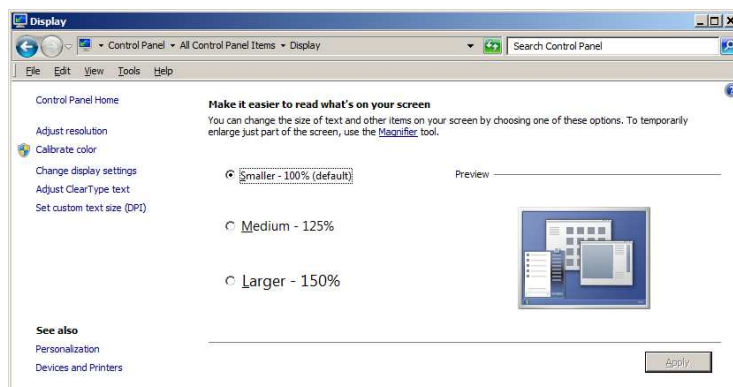 Display
Control Panel All Control Panel Items Display
Search Control Panel
File Edit View Tools Help
Control Panel Home
Adjust resolution
Calibrate color
Change display settings
Adjust ClearType text
Set custom text size (DPI)
See also
Personalization
Devices and Printers
Make it easier to read what's on your screen
You can change the size of text and other items on your screen by choosing one of these options. To temporarily
enlarge just part of the screen, use the Magnifier tool.
Smaller - 100% (default)
Preview
Medium - 125%
Larger - 150%
Apply